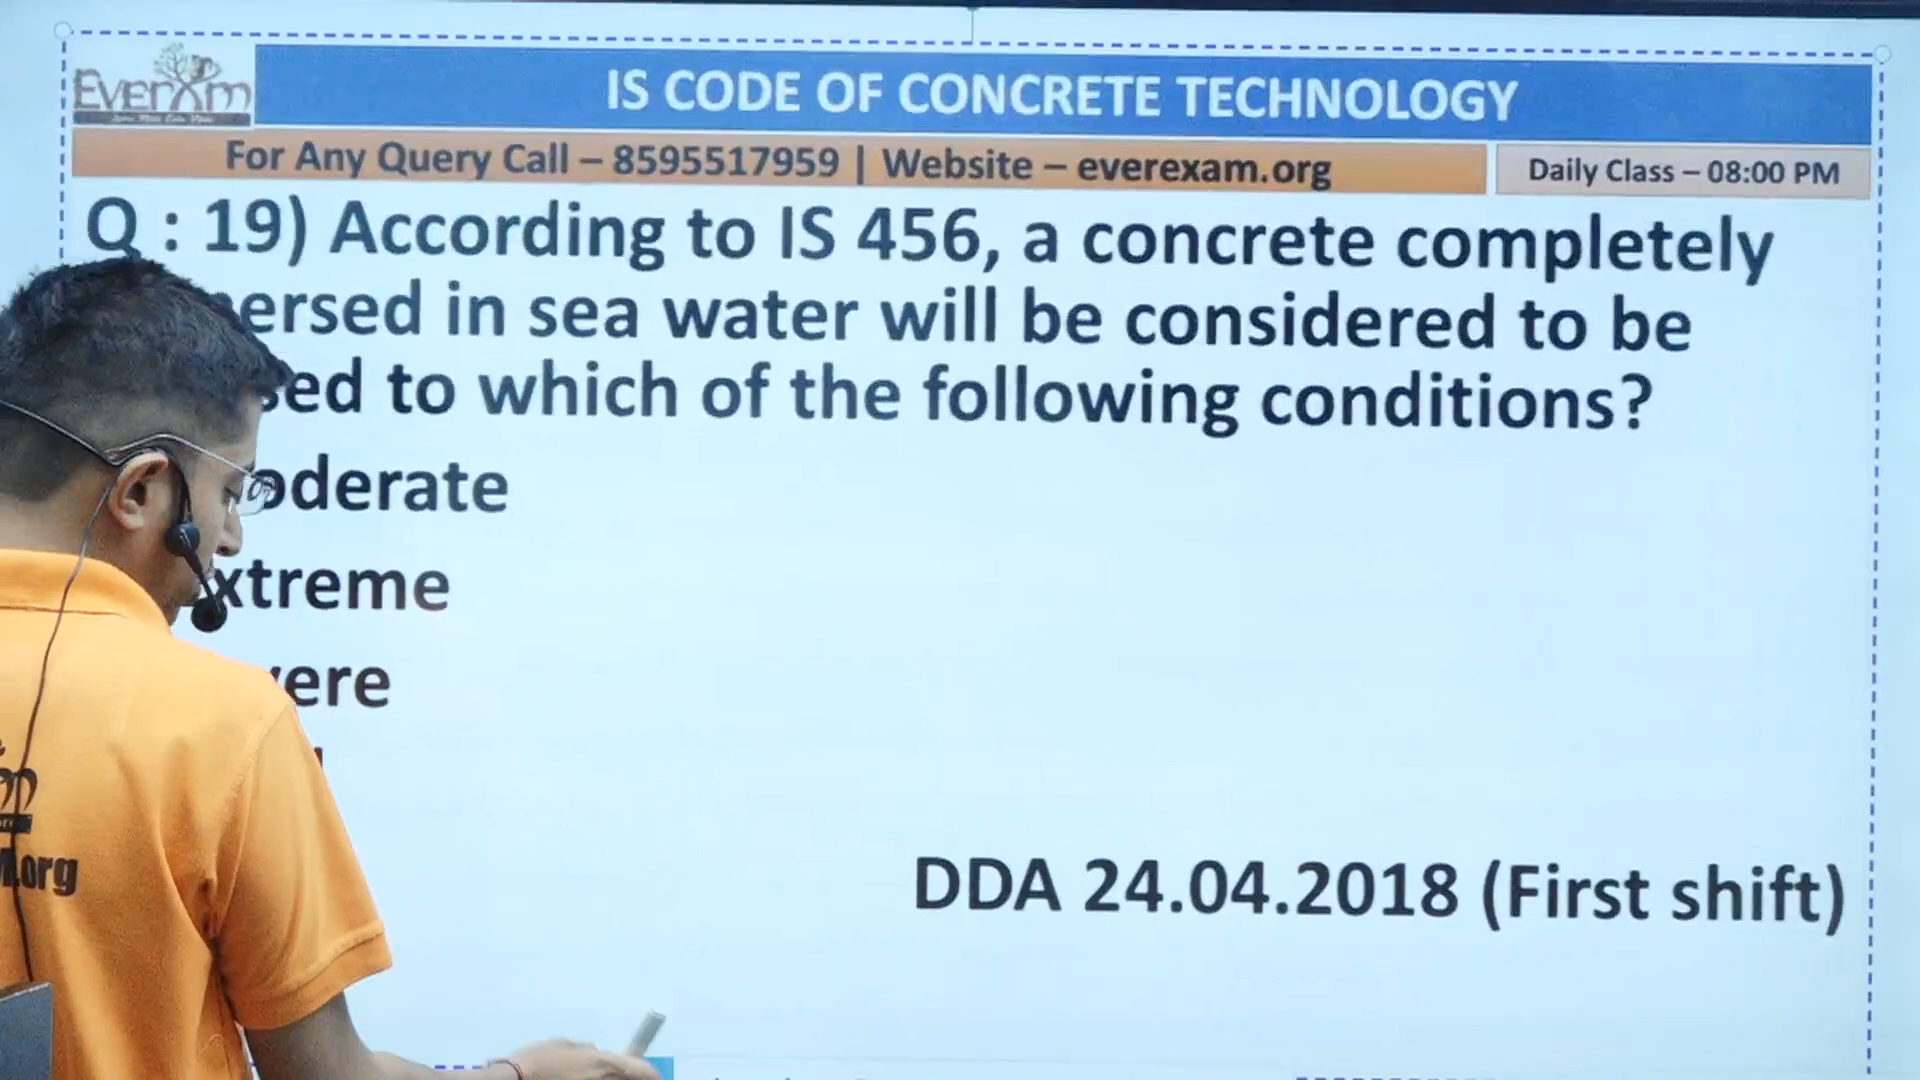 EVEREXAM
IS CODE OF CONCRETE TECHNOLOGY
For Any Query Call – 8595517959 | Website – everexam.org
Daily Class – 08:00 PM
Q : 19) According to IS 456, a concrete completely
ersed in sea water will be considered to be
sed to which of the following conditions?
oderate
xtreme
vere
DDA 24.04.2018 (First shift)
.org